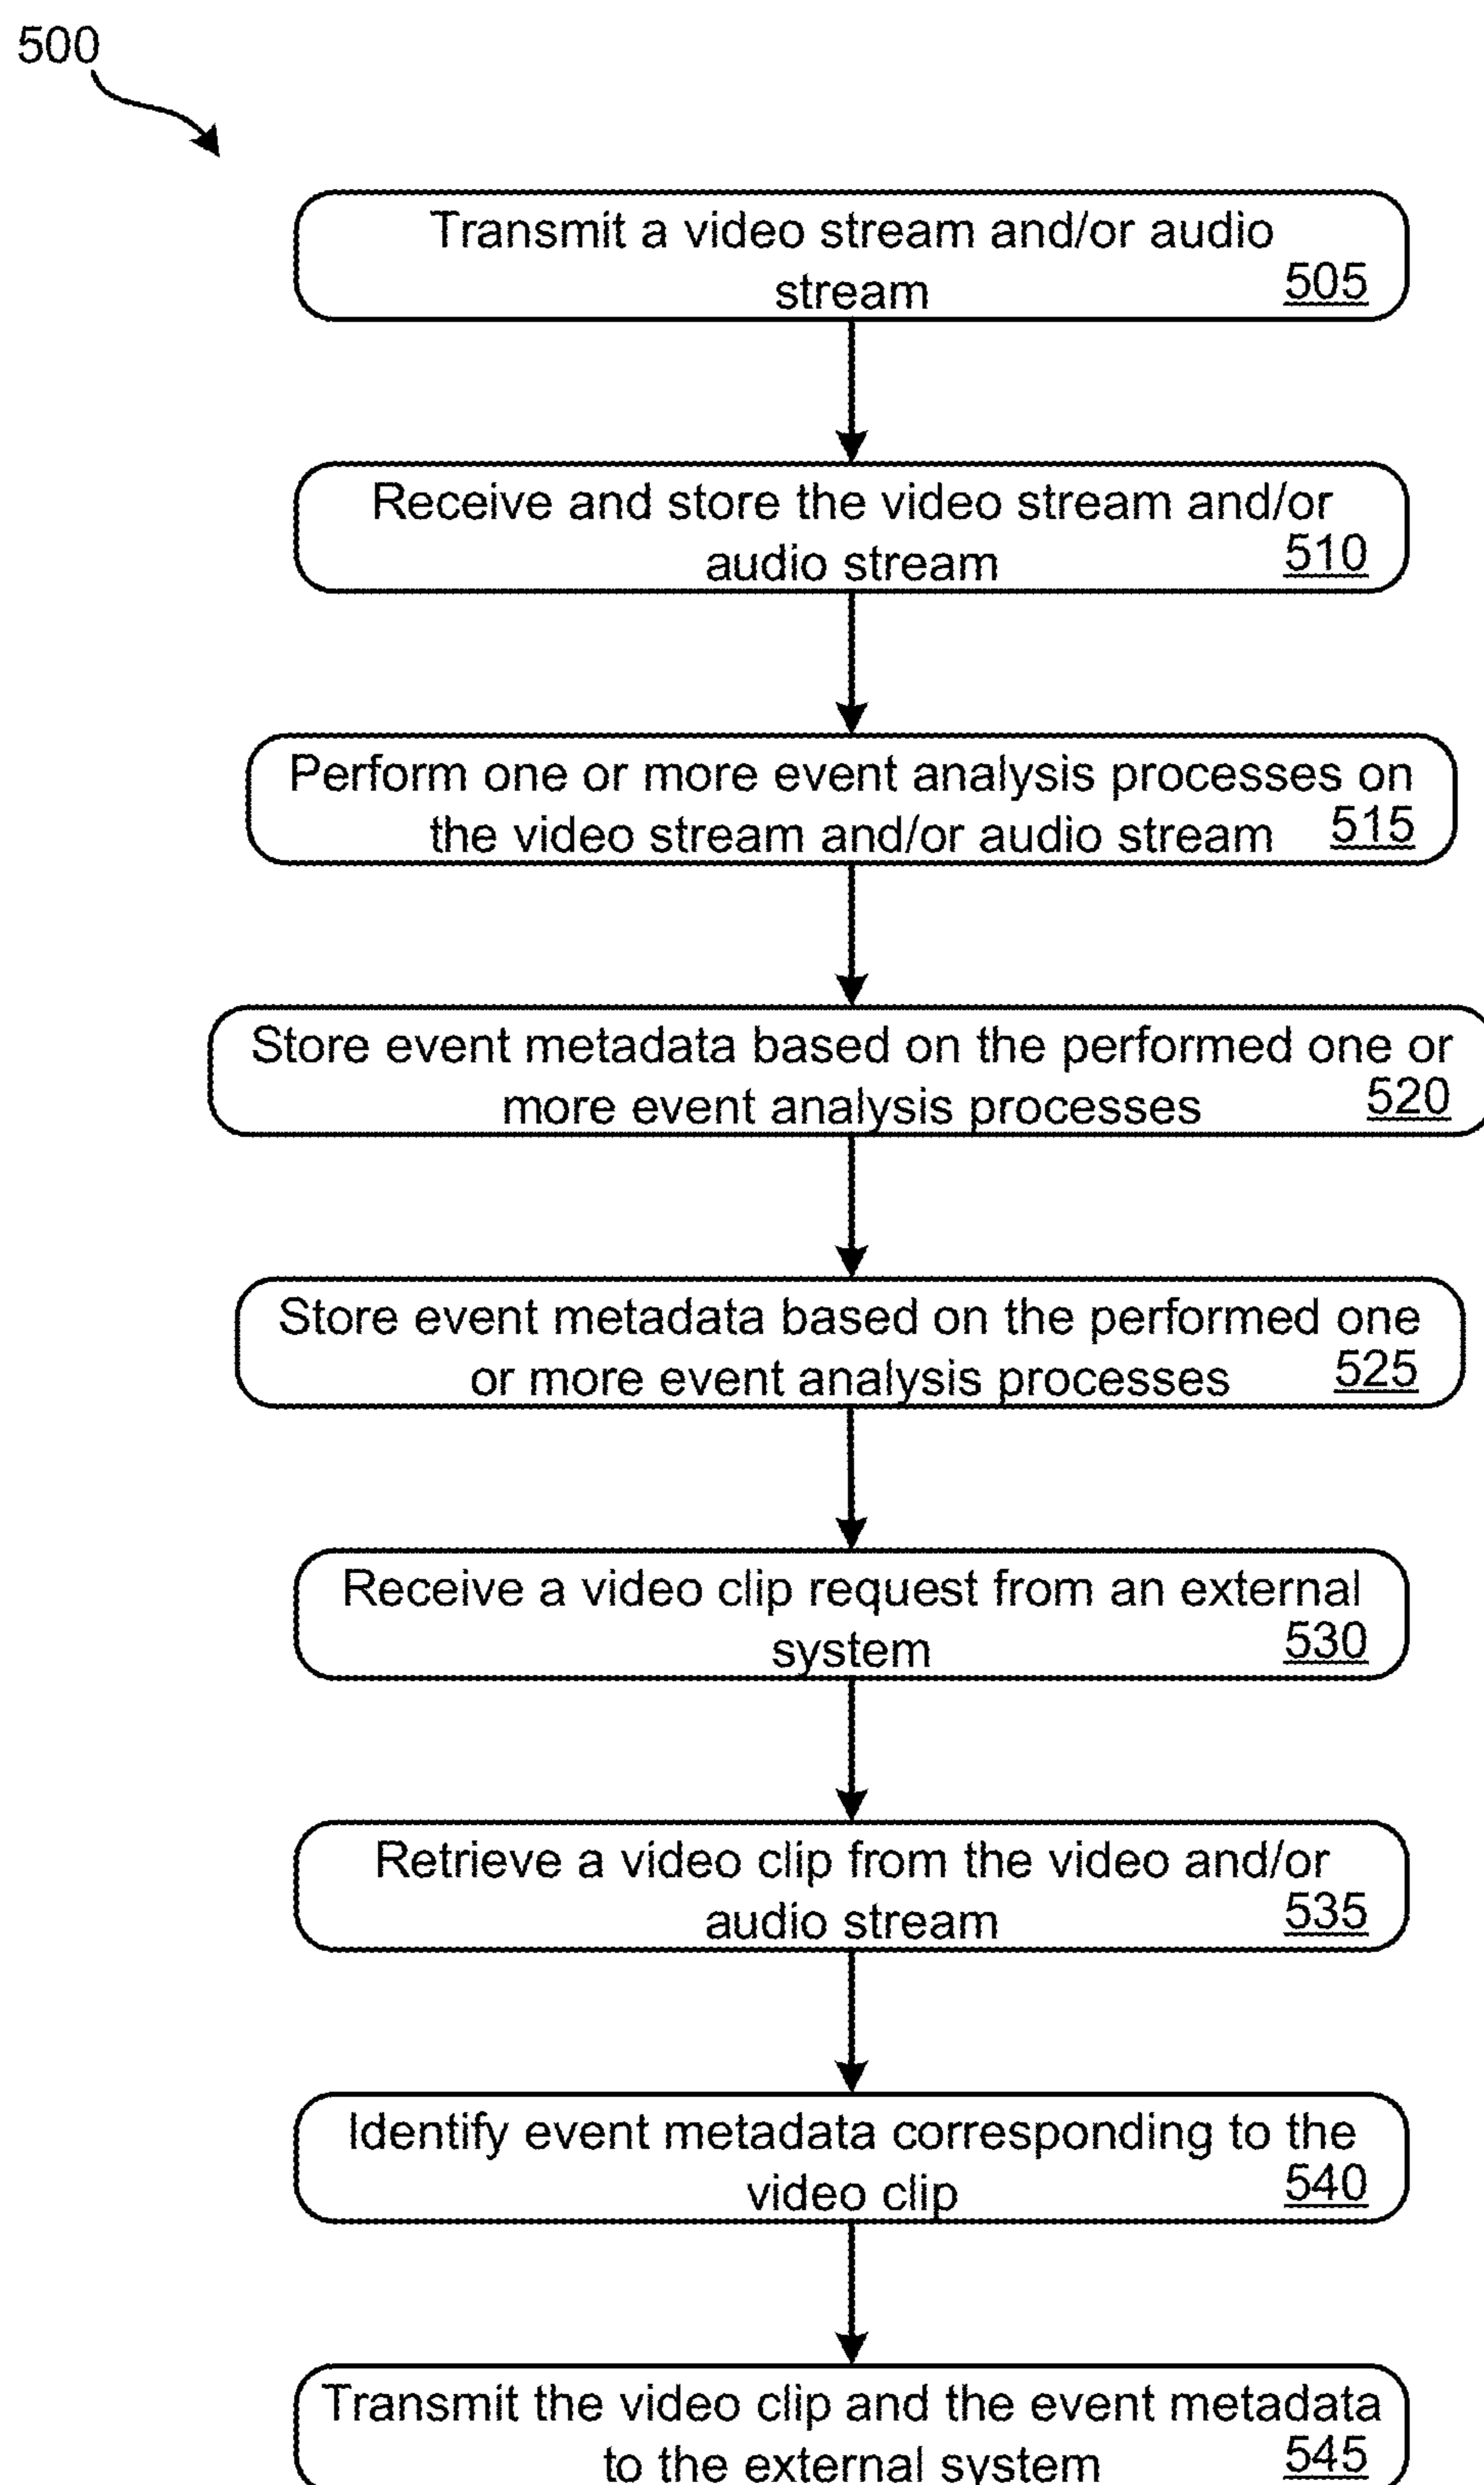 500
Transmit a video stream and/or audio
stream 505
Receive and store the video stream and/or
audio stream 510
Perform one or more event analysis processes on
the video stream and/or audio stream 515
Store event metadata based on the performed one or
more event analysis processes 520
Store event metadata based on the performed one
or more event analysis processes 525
Receive a video clip request from an external
system 530
Retrieve a video clip from the video and/or
audio stream 535
Identify event metadata corresponding to the
video clip 540
Transmit the video clip and the event metadata
to the external system 545